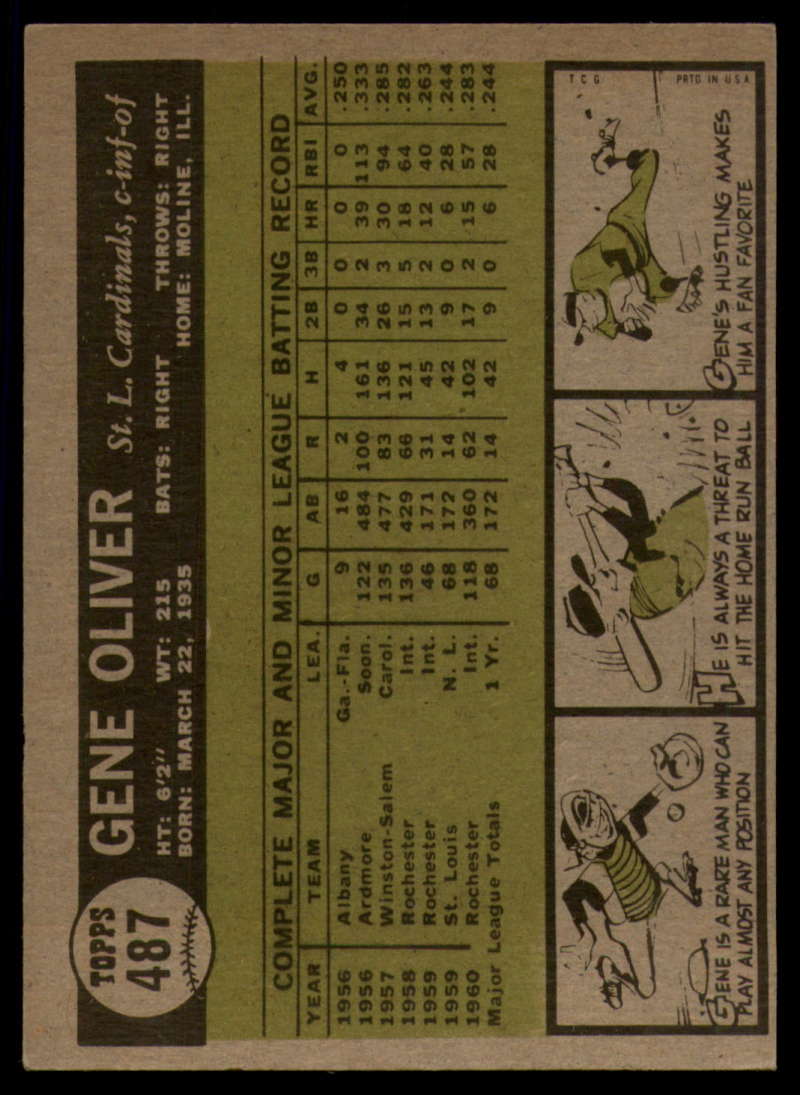 TOPPS
487
GENE OLIVER St. L. Cardinals, c-inf-of
HT: 6'2" WT: 215 BATS: RIGHT THROWS: RIGHT
BORN: MARCH 22, 1935 HOME: MOLINE, ILL.
COMPLETE MAJOR AND MINOR LEAGUE BATTING RECORD
YEAR TEAM LEA. G AB R H 2B 3B HR RBI AVG.
1956 Albany Ga.-Fla. 9 16 2 4 0 0 0 0 .250
1956 Ardmore Soon. 122 484 100 161 34 2 39 113 .333
1957 Winston-Salem Carol. 135 477 83 136 26 3 30 94 .285
1958 Rochester Int. 136 429 66 121 15 5 18 64 .282
1959 Rochester Int. 46 171 31 45 13 2 12 40 .263
1959 St. Louis N. L. 68 172 14 42 9 0 6 28 .244
1960 Rochester Int. 118 360 62 102 17 2 15 57 .283
Major League Totals 1 Yr. 68 172 14 42 9 0 6 28 .244
GENE IS A RARE MAN WHO CAN
PLAY ALMOST ANY POSITION
HE IS ALWAYS A THREAT TO
HIT THE HOME RUN BALL
T C G PRTD IN U S A
GENE'S HUSTLING MAKES
HIM A FAN FAVORITE